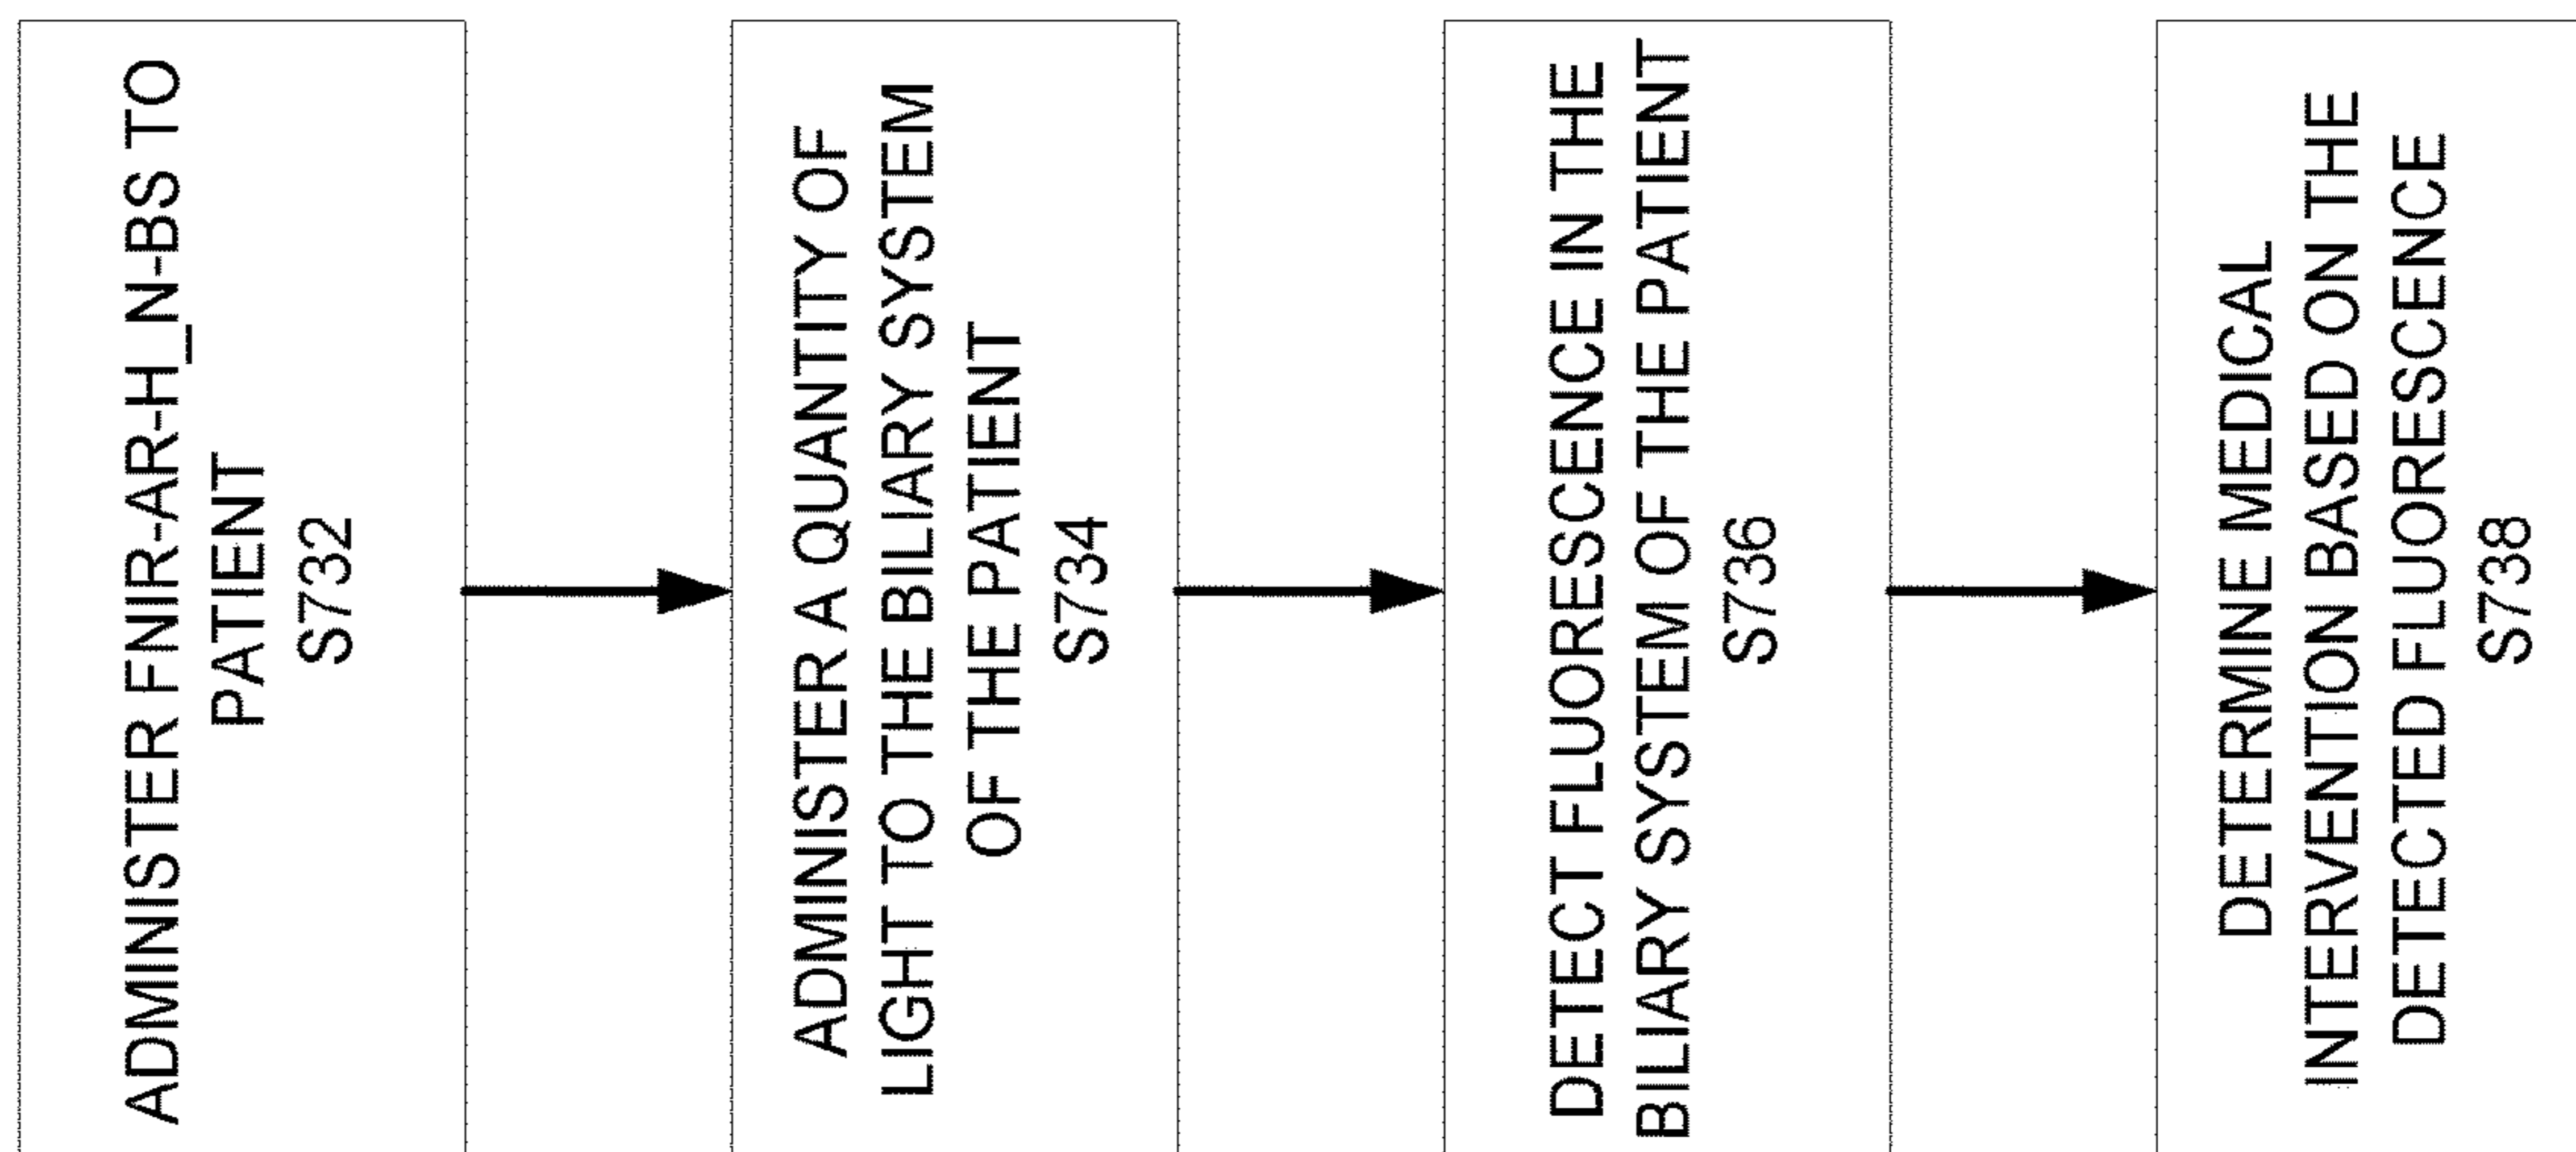 ADMINISTER FNIR-AR-H_N-BS TO
PATIENT
S732
ADMINISTER A QUANTITY OF
LIGHT TO THE BILIARY SYSTEM
OF THE PATIENT
S734
DETECT FLUORESCENCE IN THE
BILIARY SYSTEM OF THE PATIENT
S736
DETERMINE MEDICAL
INTERVENTION BASED ON THE
DETECTED FLUORESCENCE
S738